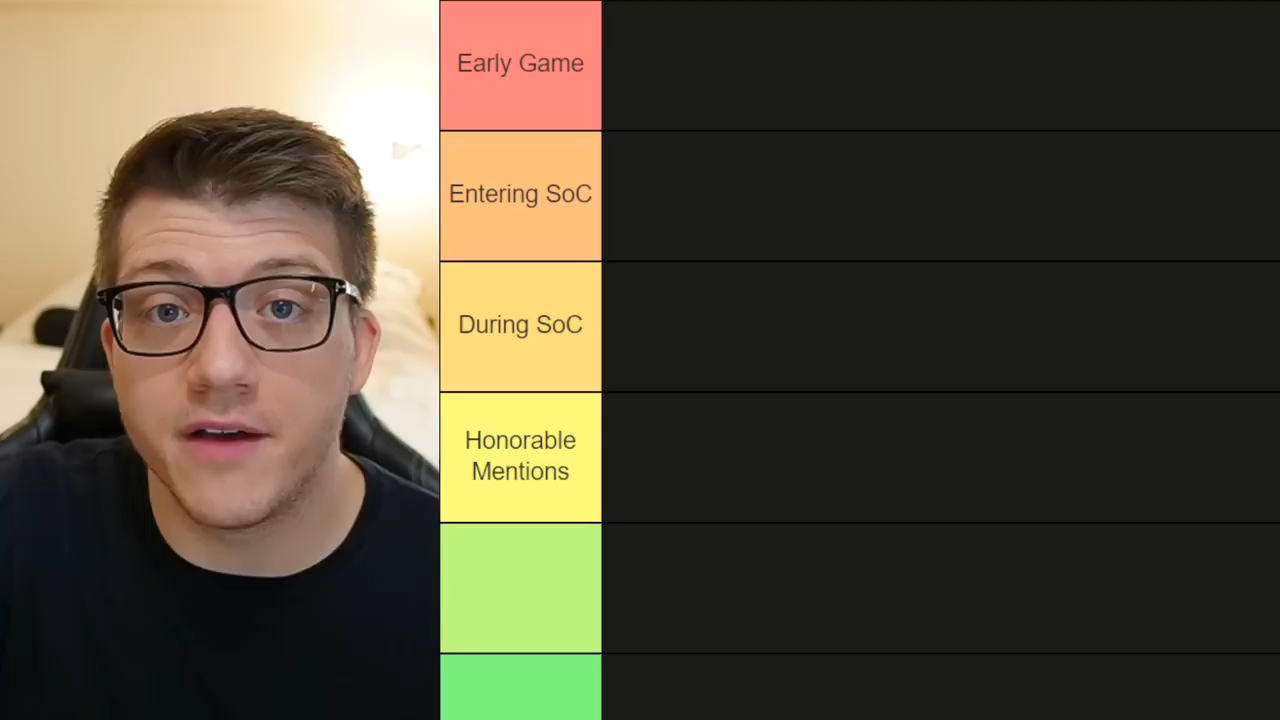 Early Game
Entering SoC
During SoC
Honorable
Mentions